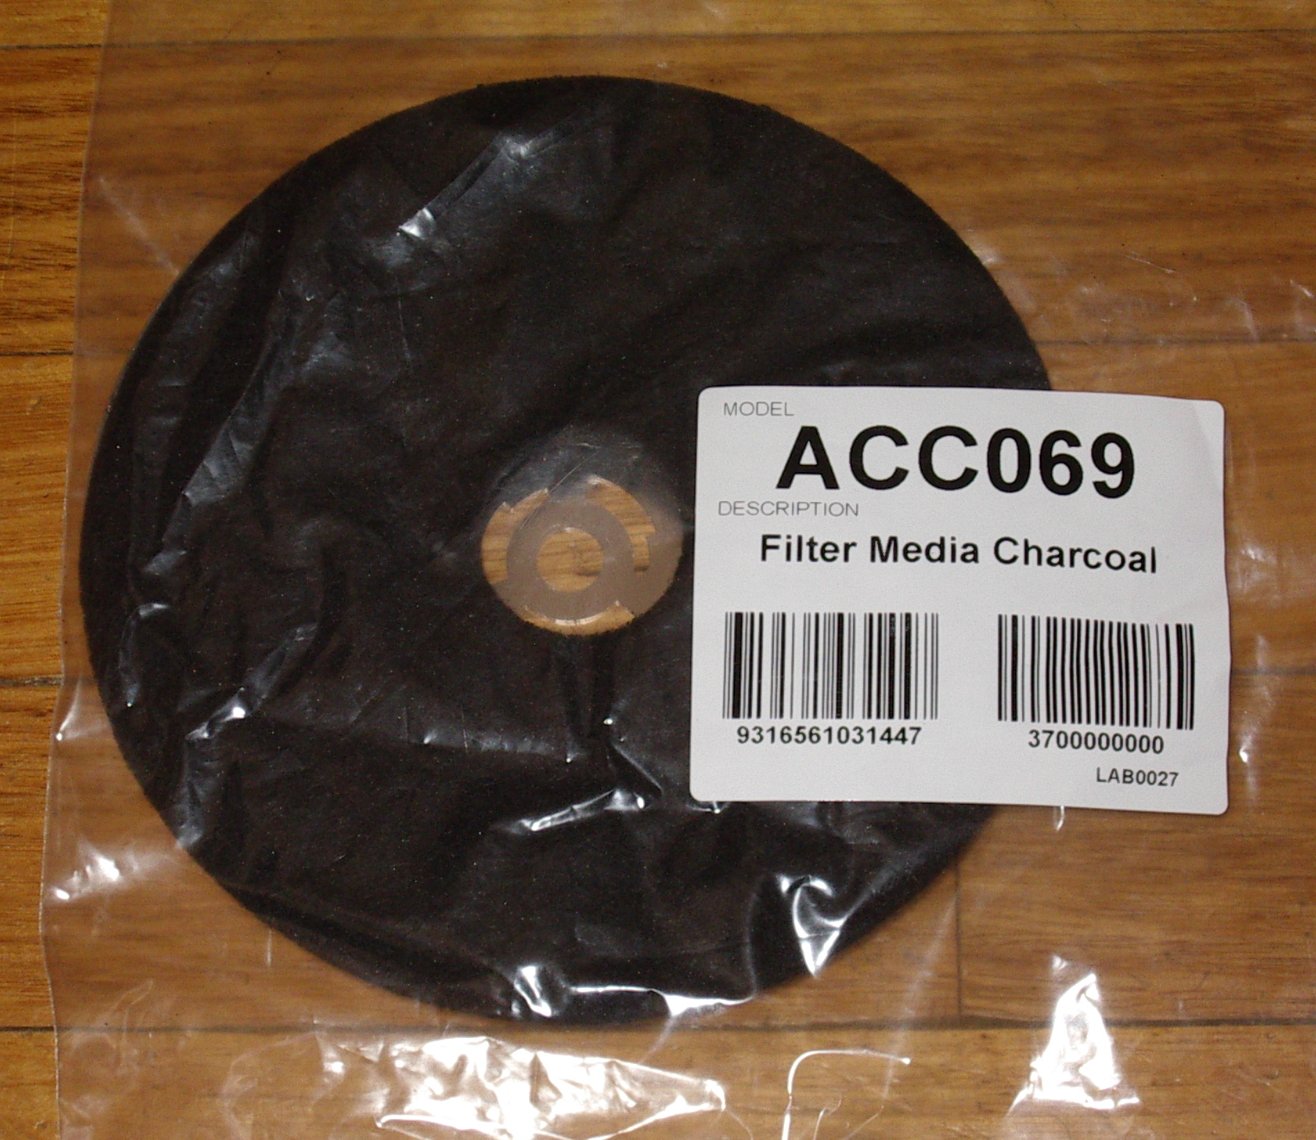 MODEL
ACC069
DESCRIPTION
Filter Media Charcoal
9316561031447
3700000000
LAB0027